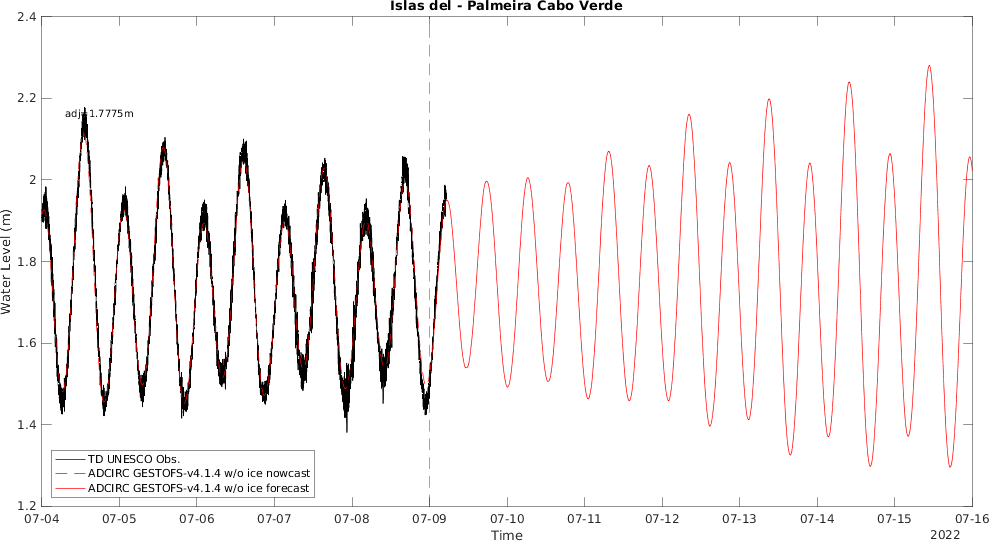 Islas del - Palmeira Cabo Verde
2.4
2.2
2
1.8
1.6
1.4
1.2
Water Level (m)
adj=1.7775m
TD UNESCO Obs.
ADCIRC GESTOFS-v4.1.4 w/o ice nowcast
ADCIRC GESTOFS-v4.1.4 w/o ice forecast
07-04 07-05 07-06 07-07 07-08 07-09 07-10 07-11 07-12 07-13 07-14 07-15 07-16
Time
2022